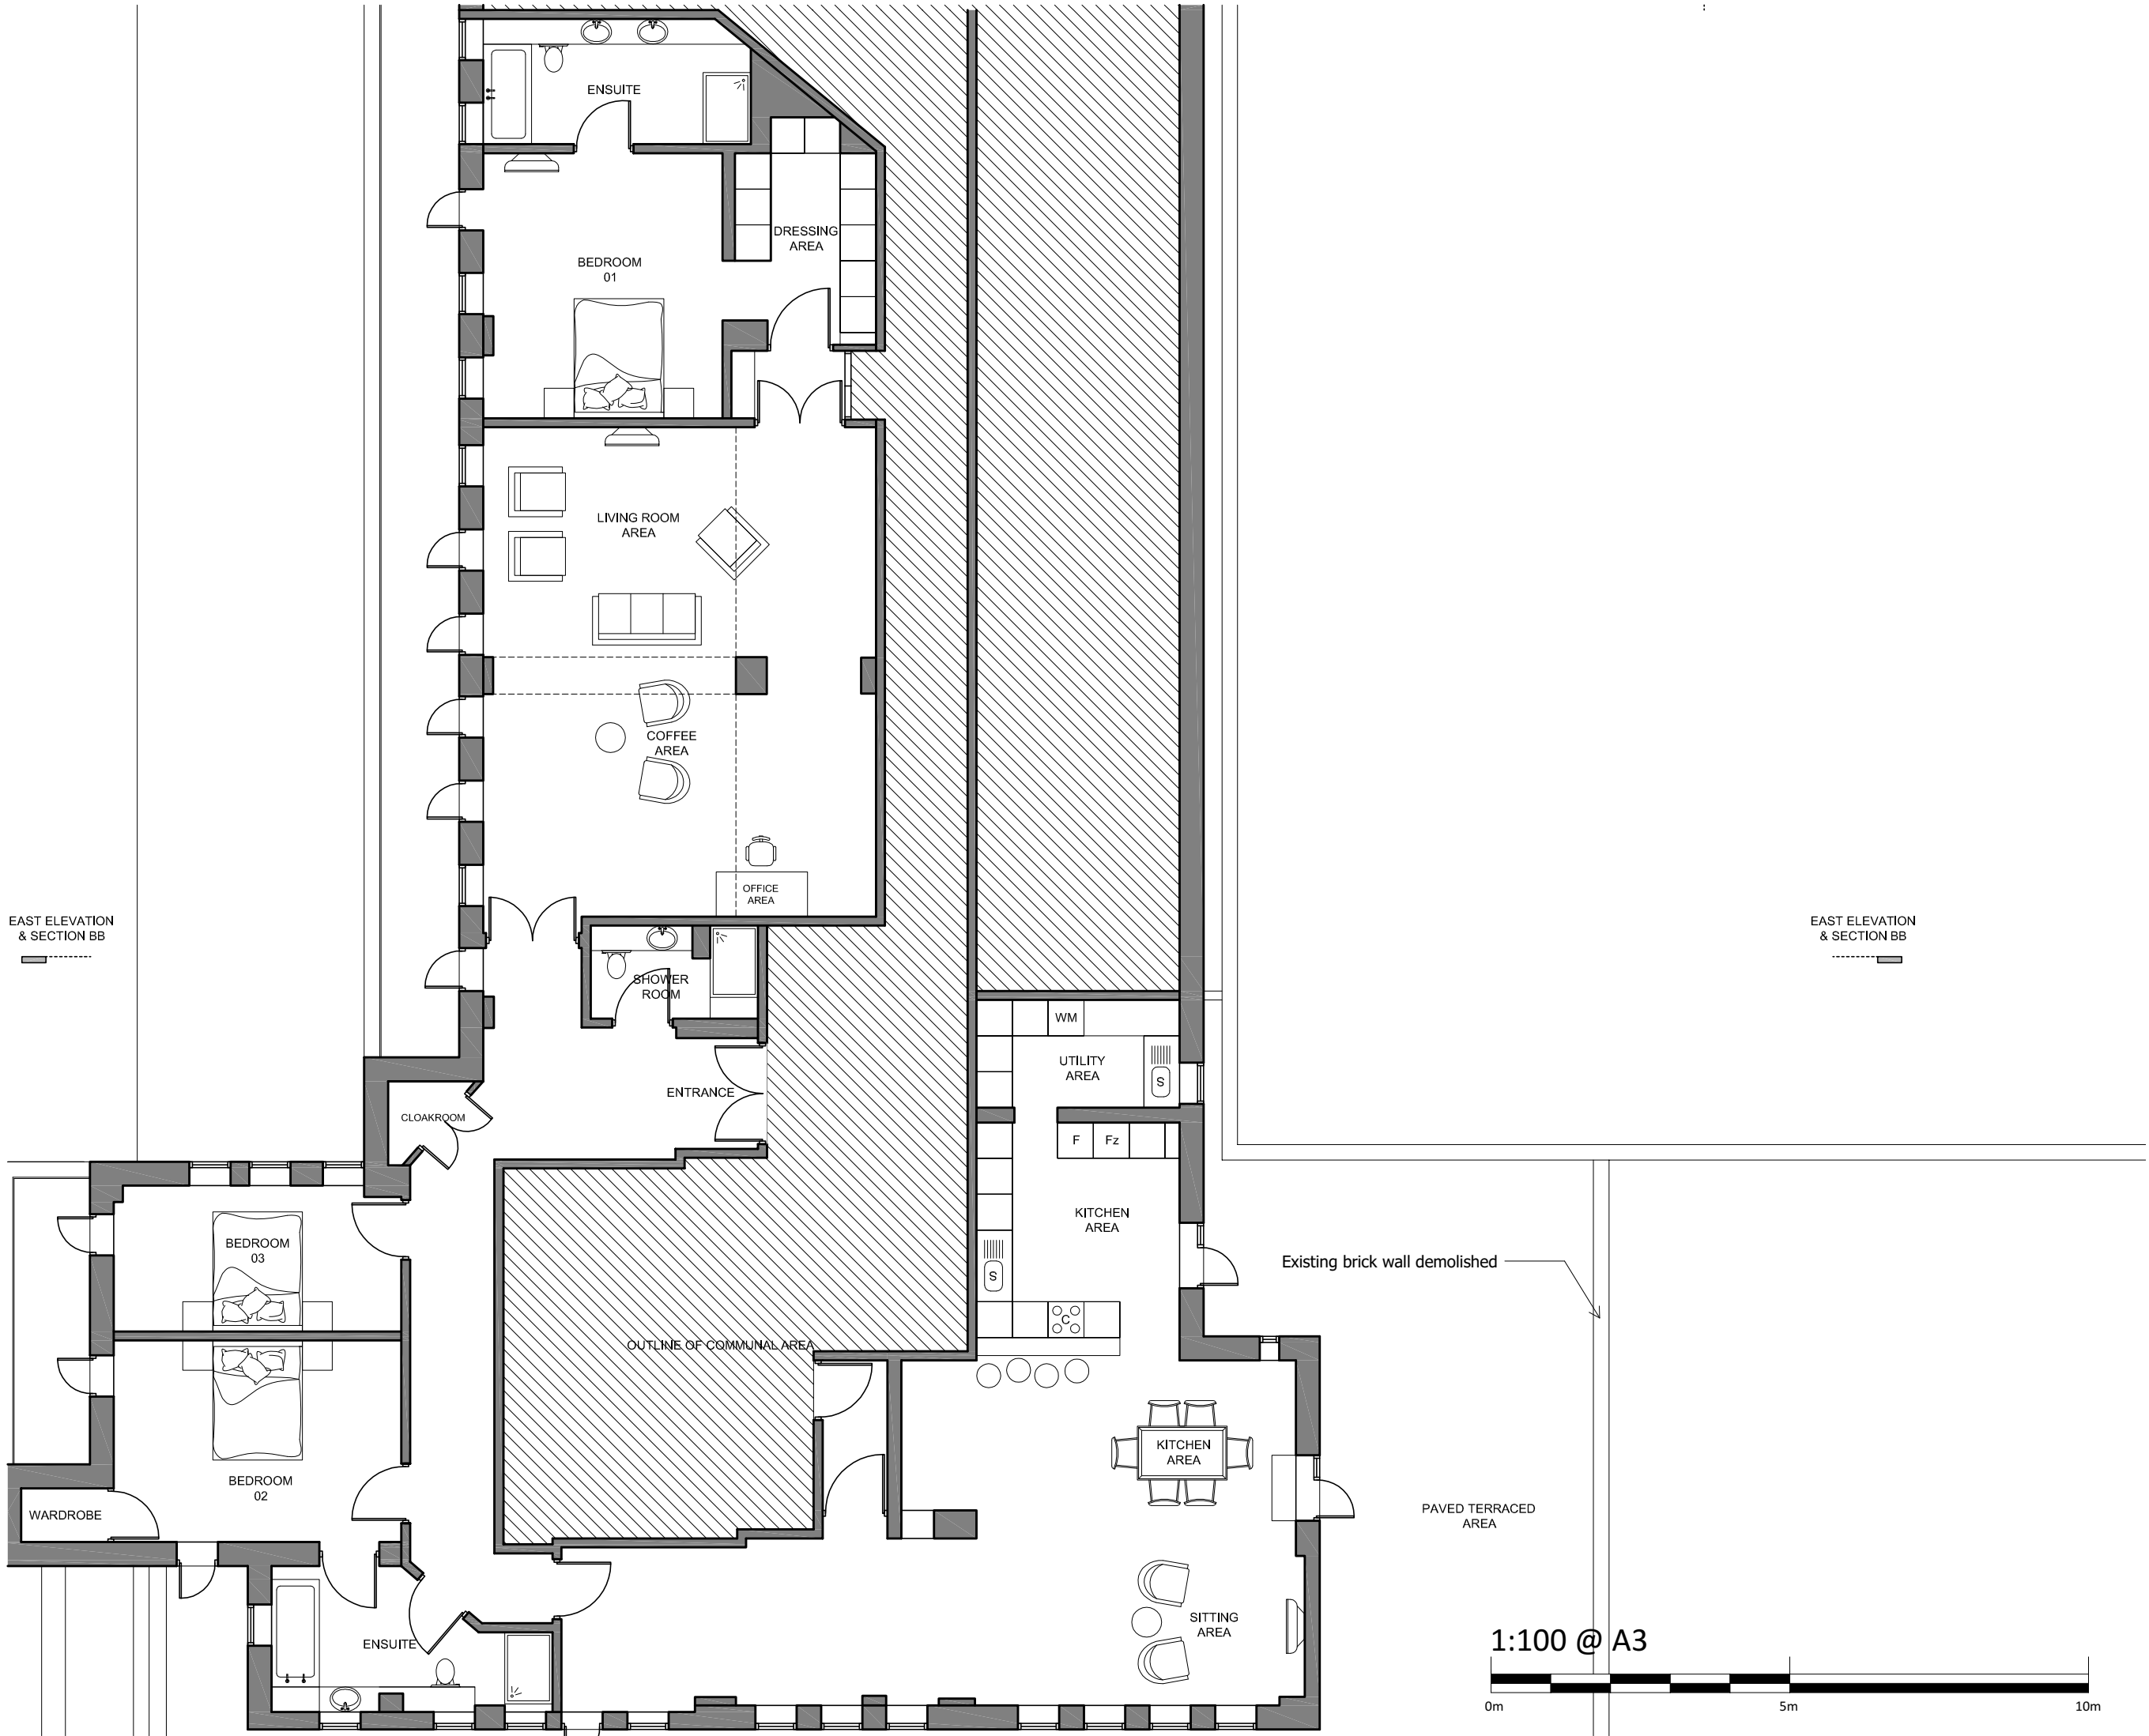 ENSUITE
DRESSING
AREA
BEDROOM
01
LIVING ROOM
AREA
COFFEE
AREA
OFFICE
AREA
EAST ELEVATION
& SECTION BB
EAST ELEVATION
& SECTION BB
SHOWER
ROOM
WM
UTILITY
AREA
S
ENTRANCE
CLOAKROOM
F
Fz
KITCHEN
AREA
BEDROOM
03
S
Existing brick wall demolished
C
OUTLINE OF COMMUNAL AREA
KITCHEN
AREA
BEDROOM
02
WARDROBE
PAVED TERRACED
AREA
SITTING
AREA
ENSUITE
1:100 @ A3
0m
5m
10m